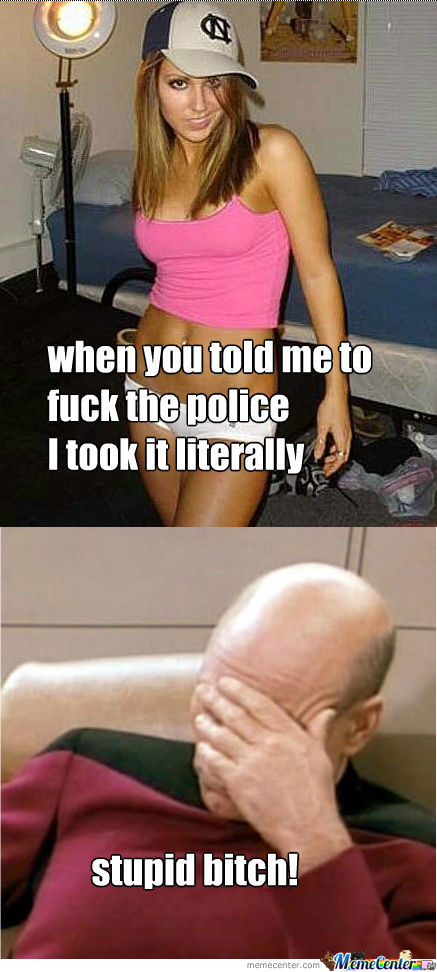 when you told me to
fuck the police
I took it literally
stupid bitch!
memecenter.com MemeCenter